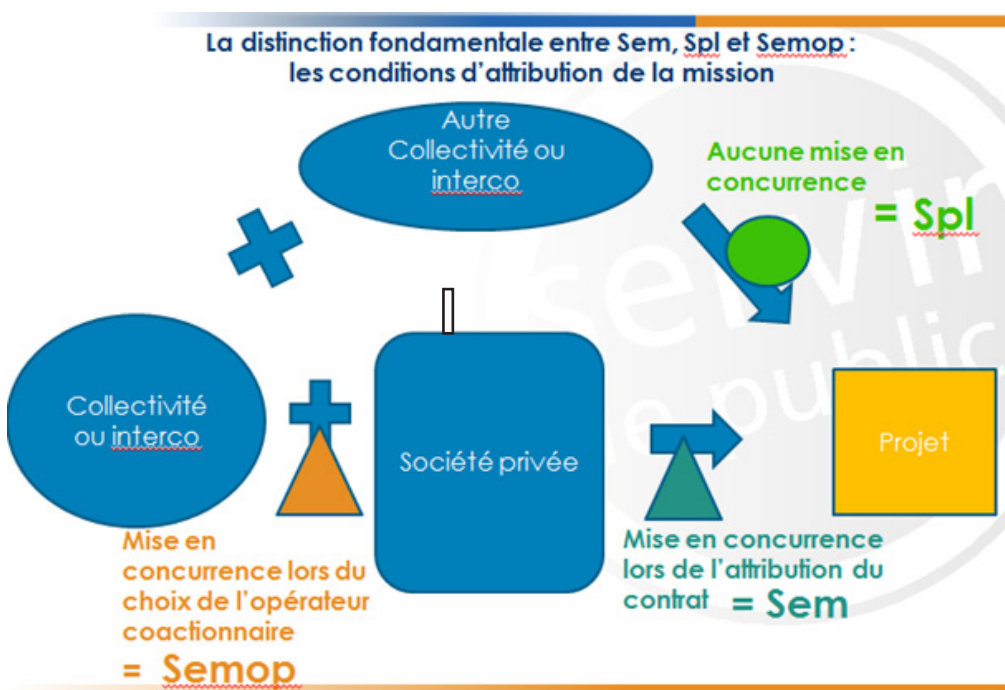 La distinction fondamentale entre Sem, Spl et Semop :
les conditions d'attribution de la mission
Autre
Collectivité ou
interco
Aucune mise en
concurrence
= Spl
Collectivité
ou interco
Société privée
Projet
Mise en
concurrence lors du
choix de l'opérateur
coactionnaire
= Semop
Mise en concurrence
lors de l'attribution du
contrat = Sem